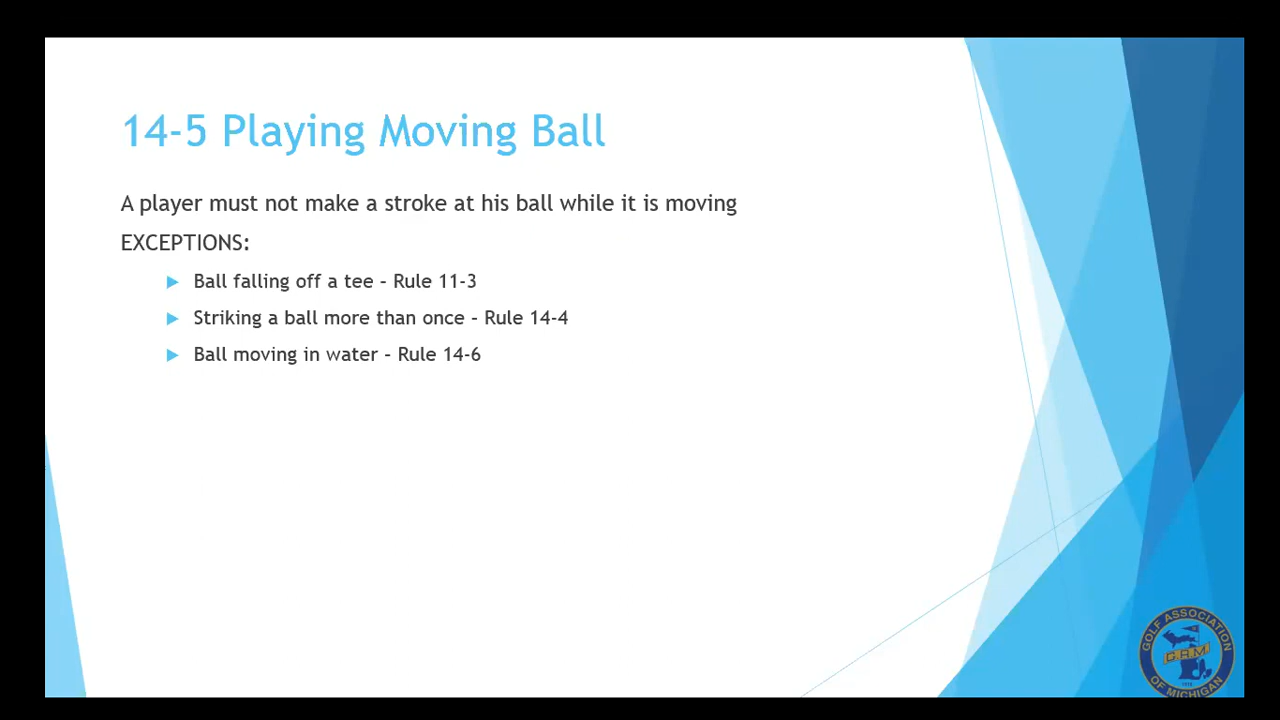 14-5 Playing Moving Ball
A player must not make a stroke at his ball while it is moving
EXCEPTIONS:
Ball falling off a tee - Rule 11-3
Striking a ball more than once - Rule 14-4
Ball moving in water - Rule 14-6
GOLF ASSOCIATION
G.A.M.
OF MICHIGAN